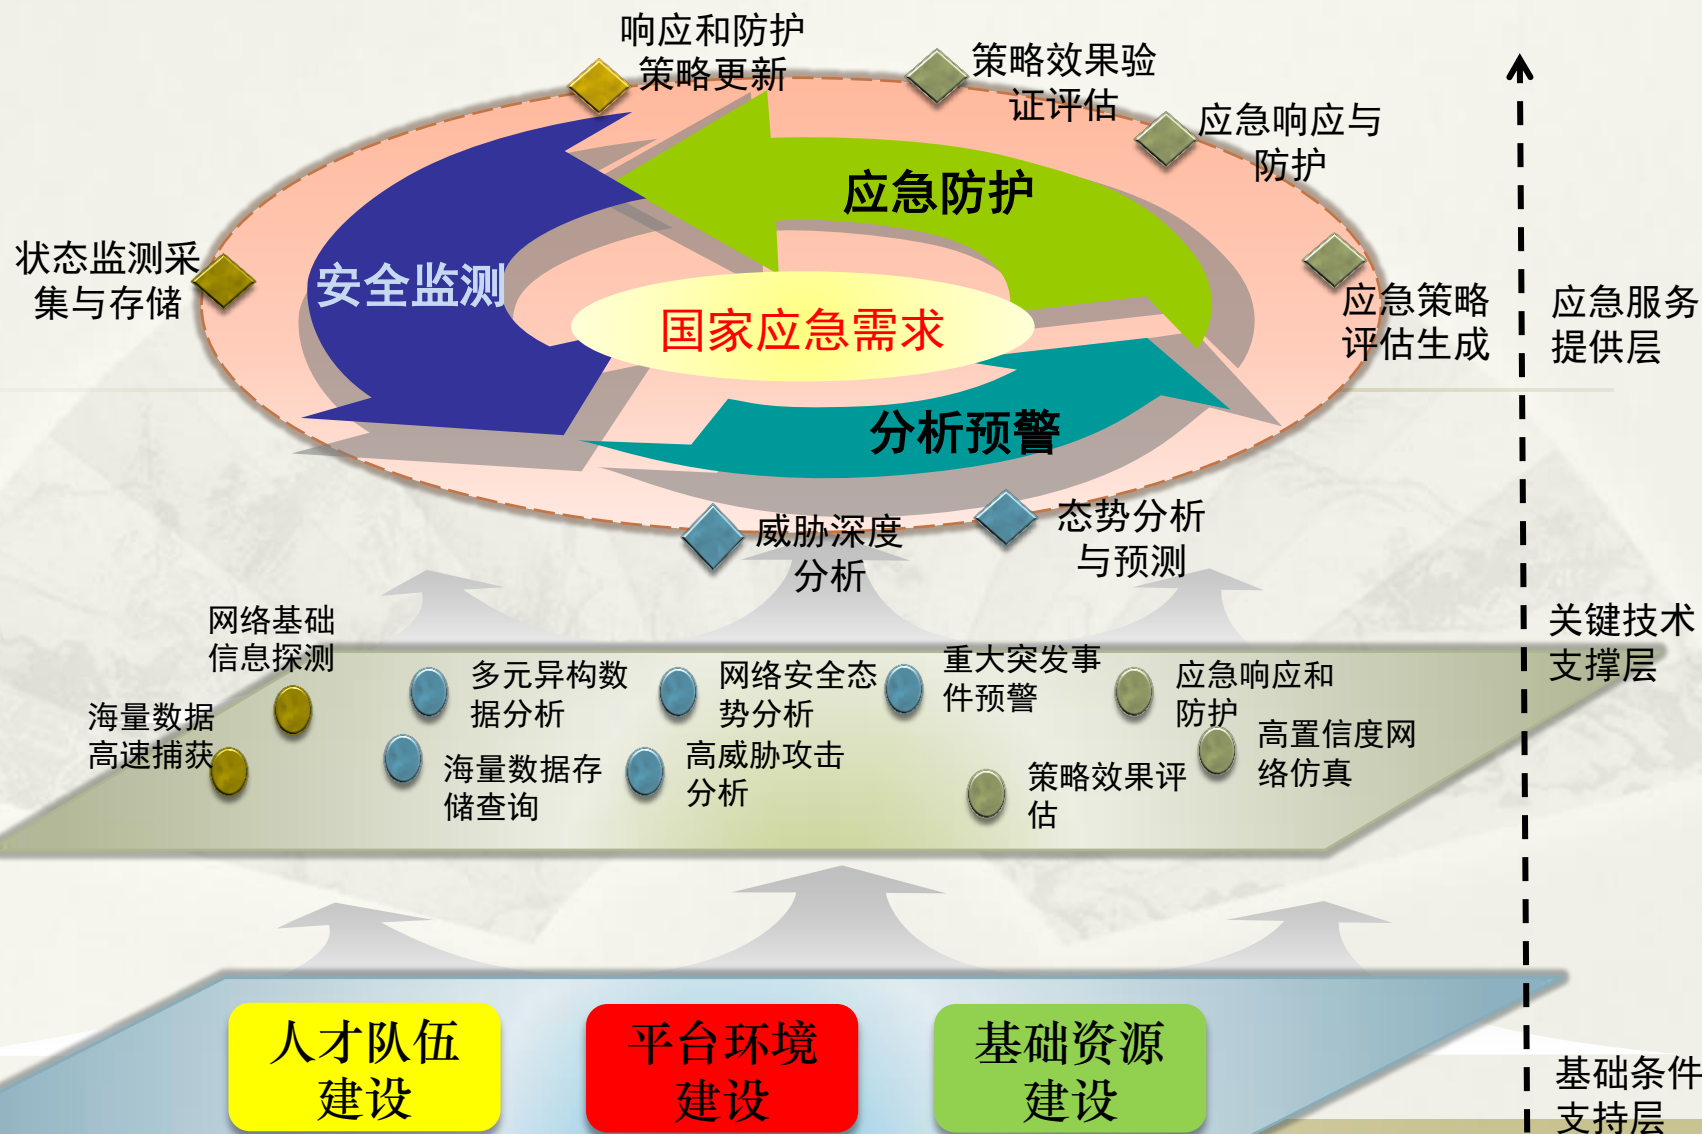 响应和防护
策略更新
策略效果验
证评估
应急响应与
防护
应急防护
状态监测采
集与存储
安全监测
国家应急需求
应急策略
评估生成
应急服务
提供层
分析预警
威胁深度
分析
态势分析
与预测
网络基础
信息探测
海量数据
高速捕获
多元异构数
据分析
海量数据存
储查询
网络安全态
势分析
高威胁攻击
分析
重大突发事
件预警
应急响应和
防护
策略效果评
估
高置信度网
络仿真
关键技术
支撑层
人才队伍
建设
平台环境
建设
基础资源
建设
基础条件
支持层